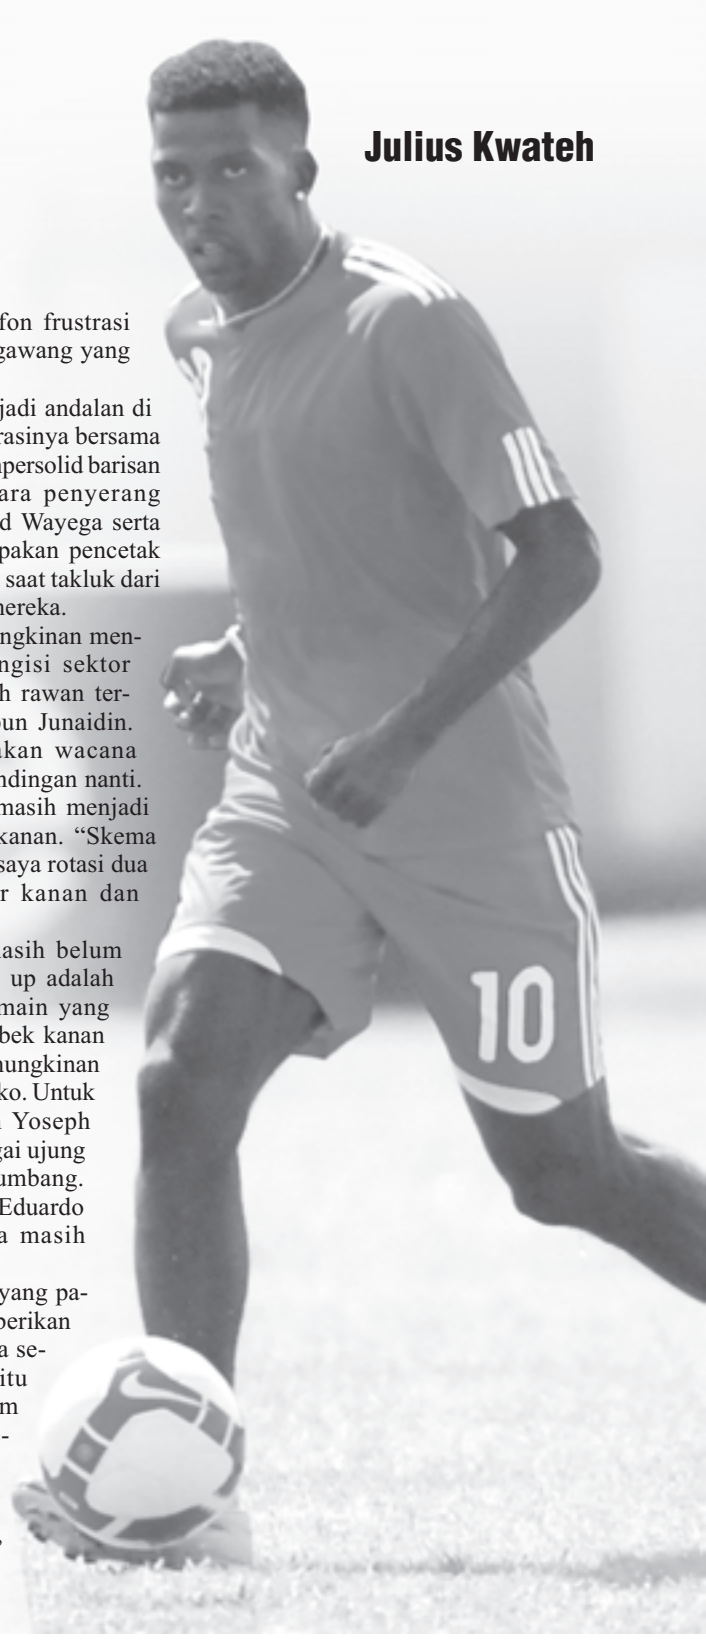 Julius Kwateh
fon frustrasi
gawang yang
jadi andalan di
rasinya bersama
persolid barisan
ara penyerang
d Wayega serta
pakan pencetak
saat takluk dari
mereka.
ngkinan men-
ngisi sektor
h rawan ter-
un Junaidin.
akan wacana
ndingan nanti.
masih menjadi
kanan. “Skema
saya rotasi dua
r kanan dan
asih belum
up adalah
main yang
bek kanan
nungkinan
ko. Untuk
Yoseph
gai ujung
umbang.
Eduardo
a masih
yang pa-
berikan
a se-
itu
m
-
10